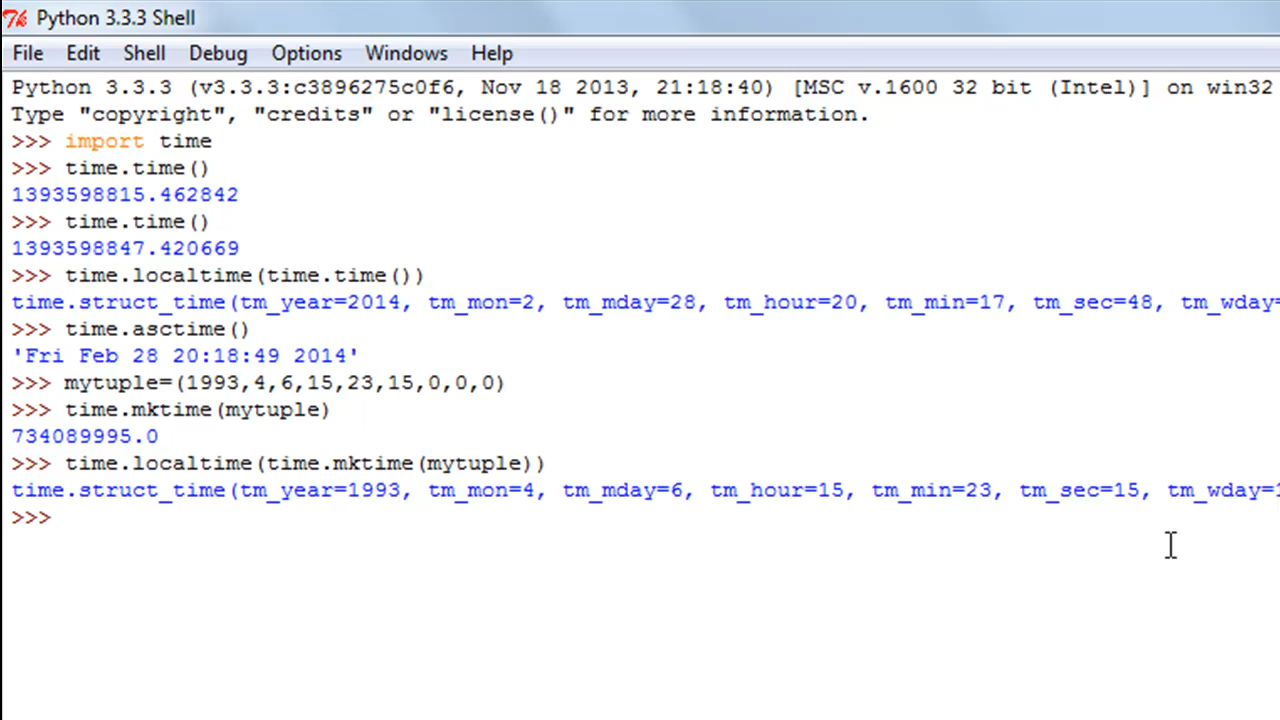 Python 3.3.3 Shell
File Edit Shell Debug Options Windows Help
Python 3.3.3 (v3.3.3:c3896275c0f6, Nov 18 2013, 21:18:40) [MSC v.1600 32 bit (Intel)] on win32
Type "copyright", "credits" or "license()" for more information.
>>> import time
>>> time.time()
1393598815.462842
>>> time.time()
1393598847.420669
>>> time.localtime(time.time())
time.struct_time(tm_year=2014, tm_mon=2, tm_mday=28, tm_hour=20, tm_min=17, tm_sec=48, tm_wday=
>>> time.asctime()
'Fri Feb 28 20:18:49 2014'
>>> mytuple=(1993,4,6,15,23,15,0,0,0)
>>> time.mktime(mytuple)
734089995.0
>>> time.localtime(time.mktime(mytuple))
time.struct_time(tm_year=1993, tm_mon=4, tm_mday=6, tm_hour=15, tm_min=23, tm_sec=15, tm_wday=1
>>>